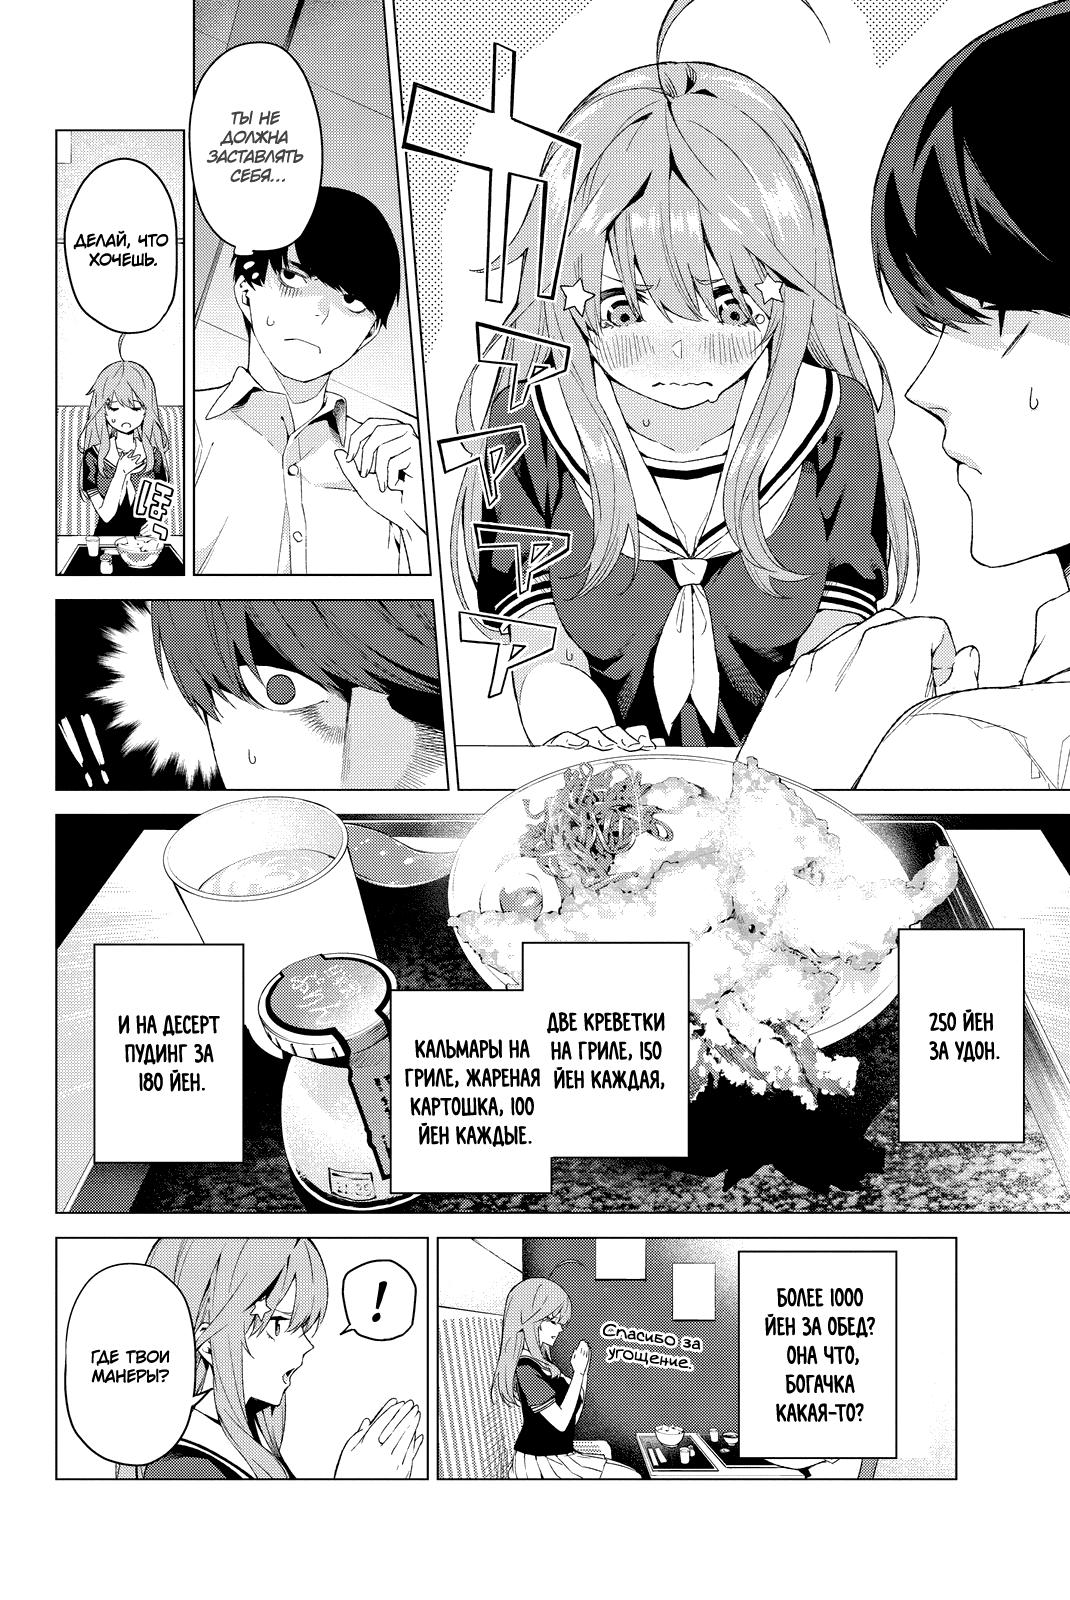 ТЫ НЕ
ДОЛЖНА
ЗАСТАВЛЯТЬ
СЕБЯ...
ДЕЛАЙ, ЧТО
ХОЧЕШЬ.
ほっ
!!
250 ЙЕН
ЗА УДОН.
ДВЕ КРЕВЕТКИ
НА ГРИЛЕ, 150
ЙЕН КАЖДАЯ,
КАЛЬМАРЫ НА
ГРИЛЕ, ЖАРЕНАЯ
КАРТОШКА, 100
ЙЕН КАЖДЫЕ.
И НА ДЕСЕРТ
ПУДИНГ ЗА
180 ЙЕН.
БОЛЕЕ 1000
ЙЕН ЗА ОБЕД?
ОНА ЧТО,
БОГАЧКА
КАКАЯ-ТО?
Спасибо за
угощение.
!
ГДЕ ТВОИ
МАНЕРЫ?